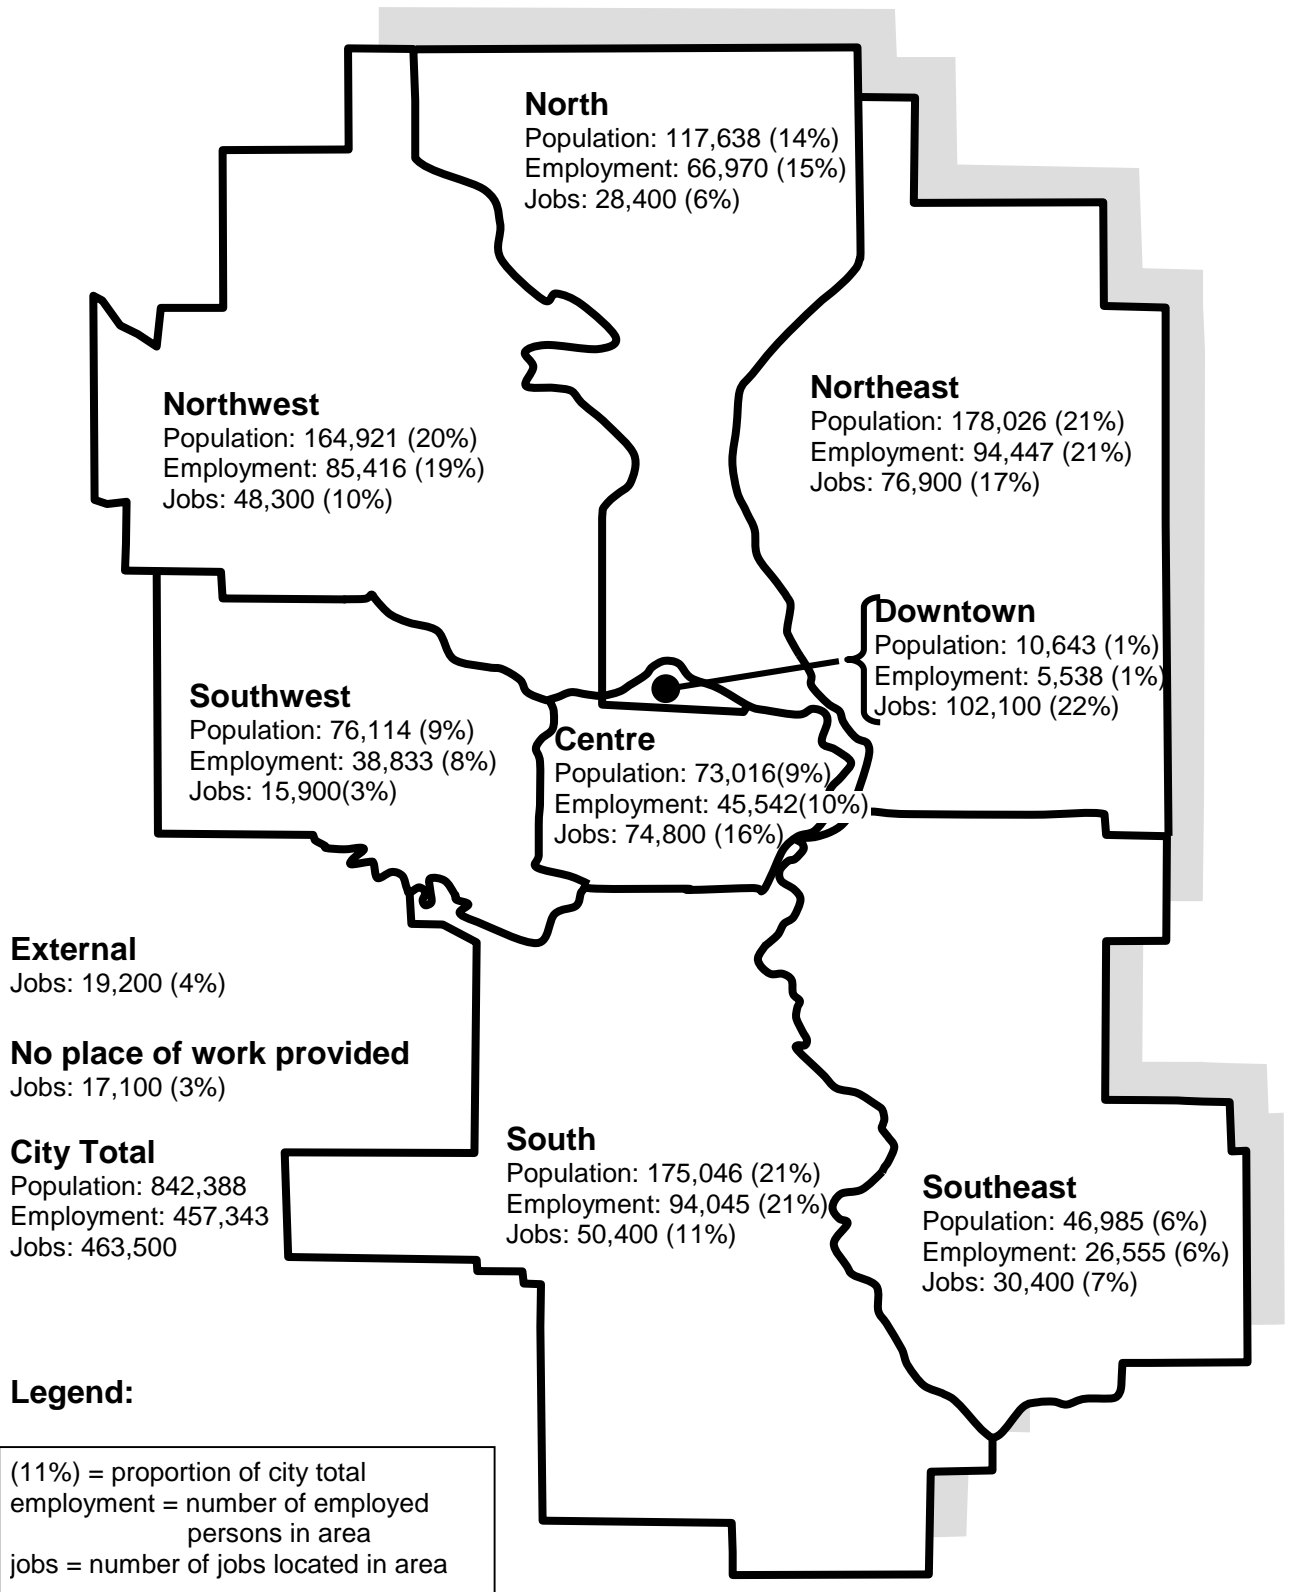 North
Population: 117,638 (14%)
Employment: 66,970 (15%)
Jobs: 28,400 (6%)
Northwest
Population: 164,921 (20%)
Employment: 85,416 (19%)
Jobs: 48,300 (10%)
Northeast
Population: 178,026 (21%)
Employment: 94,447 (21%)
Jobs: 76,900 (17%)
Downtown
Population: 10,643 (1%)
Employment: 5,538 (1%)
Jobs: 102,100 (22%)
Southwest
Population: 76,114 (9%)
Employment: 38,833 (8%)
Jobs: 15,900(3%)
Centre
Population: 73,016(9%)
Employment: 45,542(10%)
Jobs: 74,800 (16%)
External
Jobs: 19,200 (4%)
No place of work provided
Jobs: 17,100 (3%)
City Total
Population: 842,388
Employment: 457,343
Jobs: 463,500
South
Population: 175,046 (21%)
Employment: 94,045 (21%)
Jobs: 50,400 (11%)
Southeast
Population: 46,985 (6%)
Employment: 26,555 (6%)
Jobs: 30,400 (7%)
Legend:
(11%) = proportion of city total
employment = number of employed
persons in area
jobs = number of jobs located in area